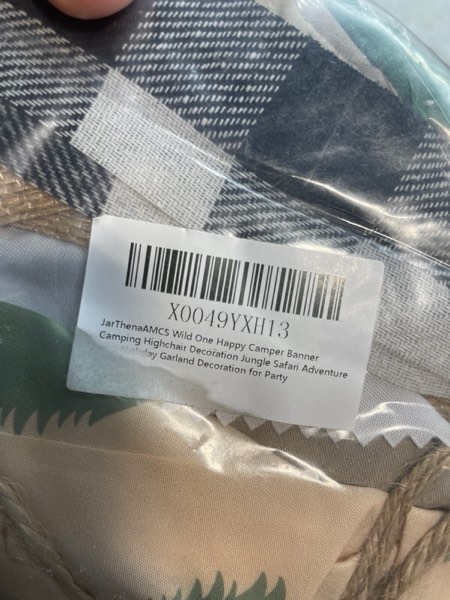 X0049YXH13
JarThenaAMCS Wild One Happy Camper Banner
Camping Highchair Decoration Jungle Safari Adventure
Garland Decoration for Party